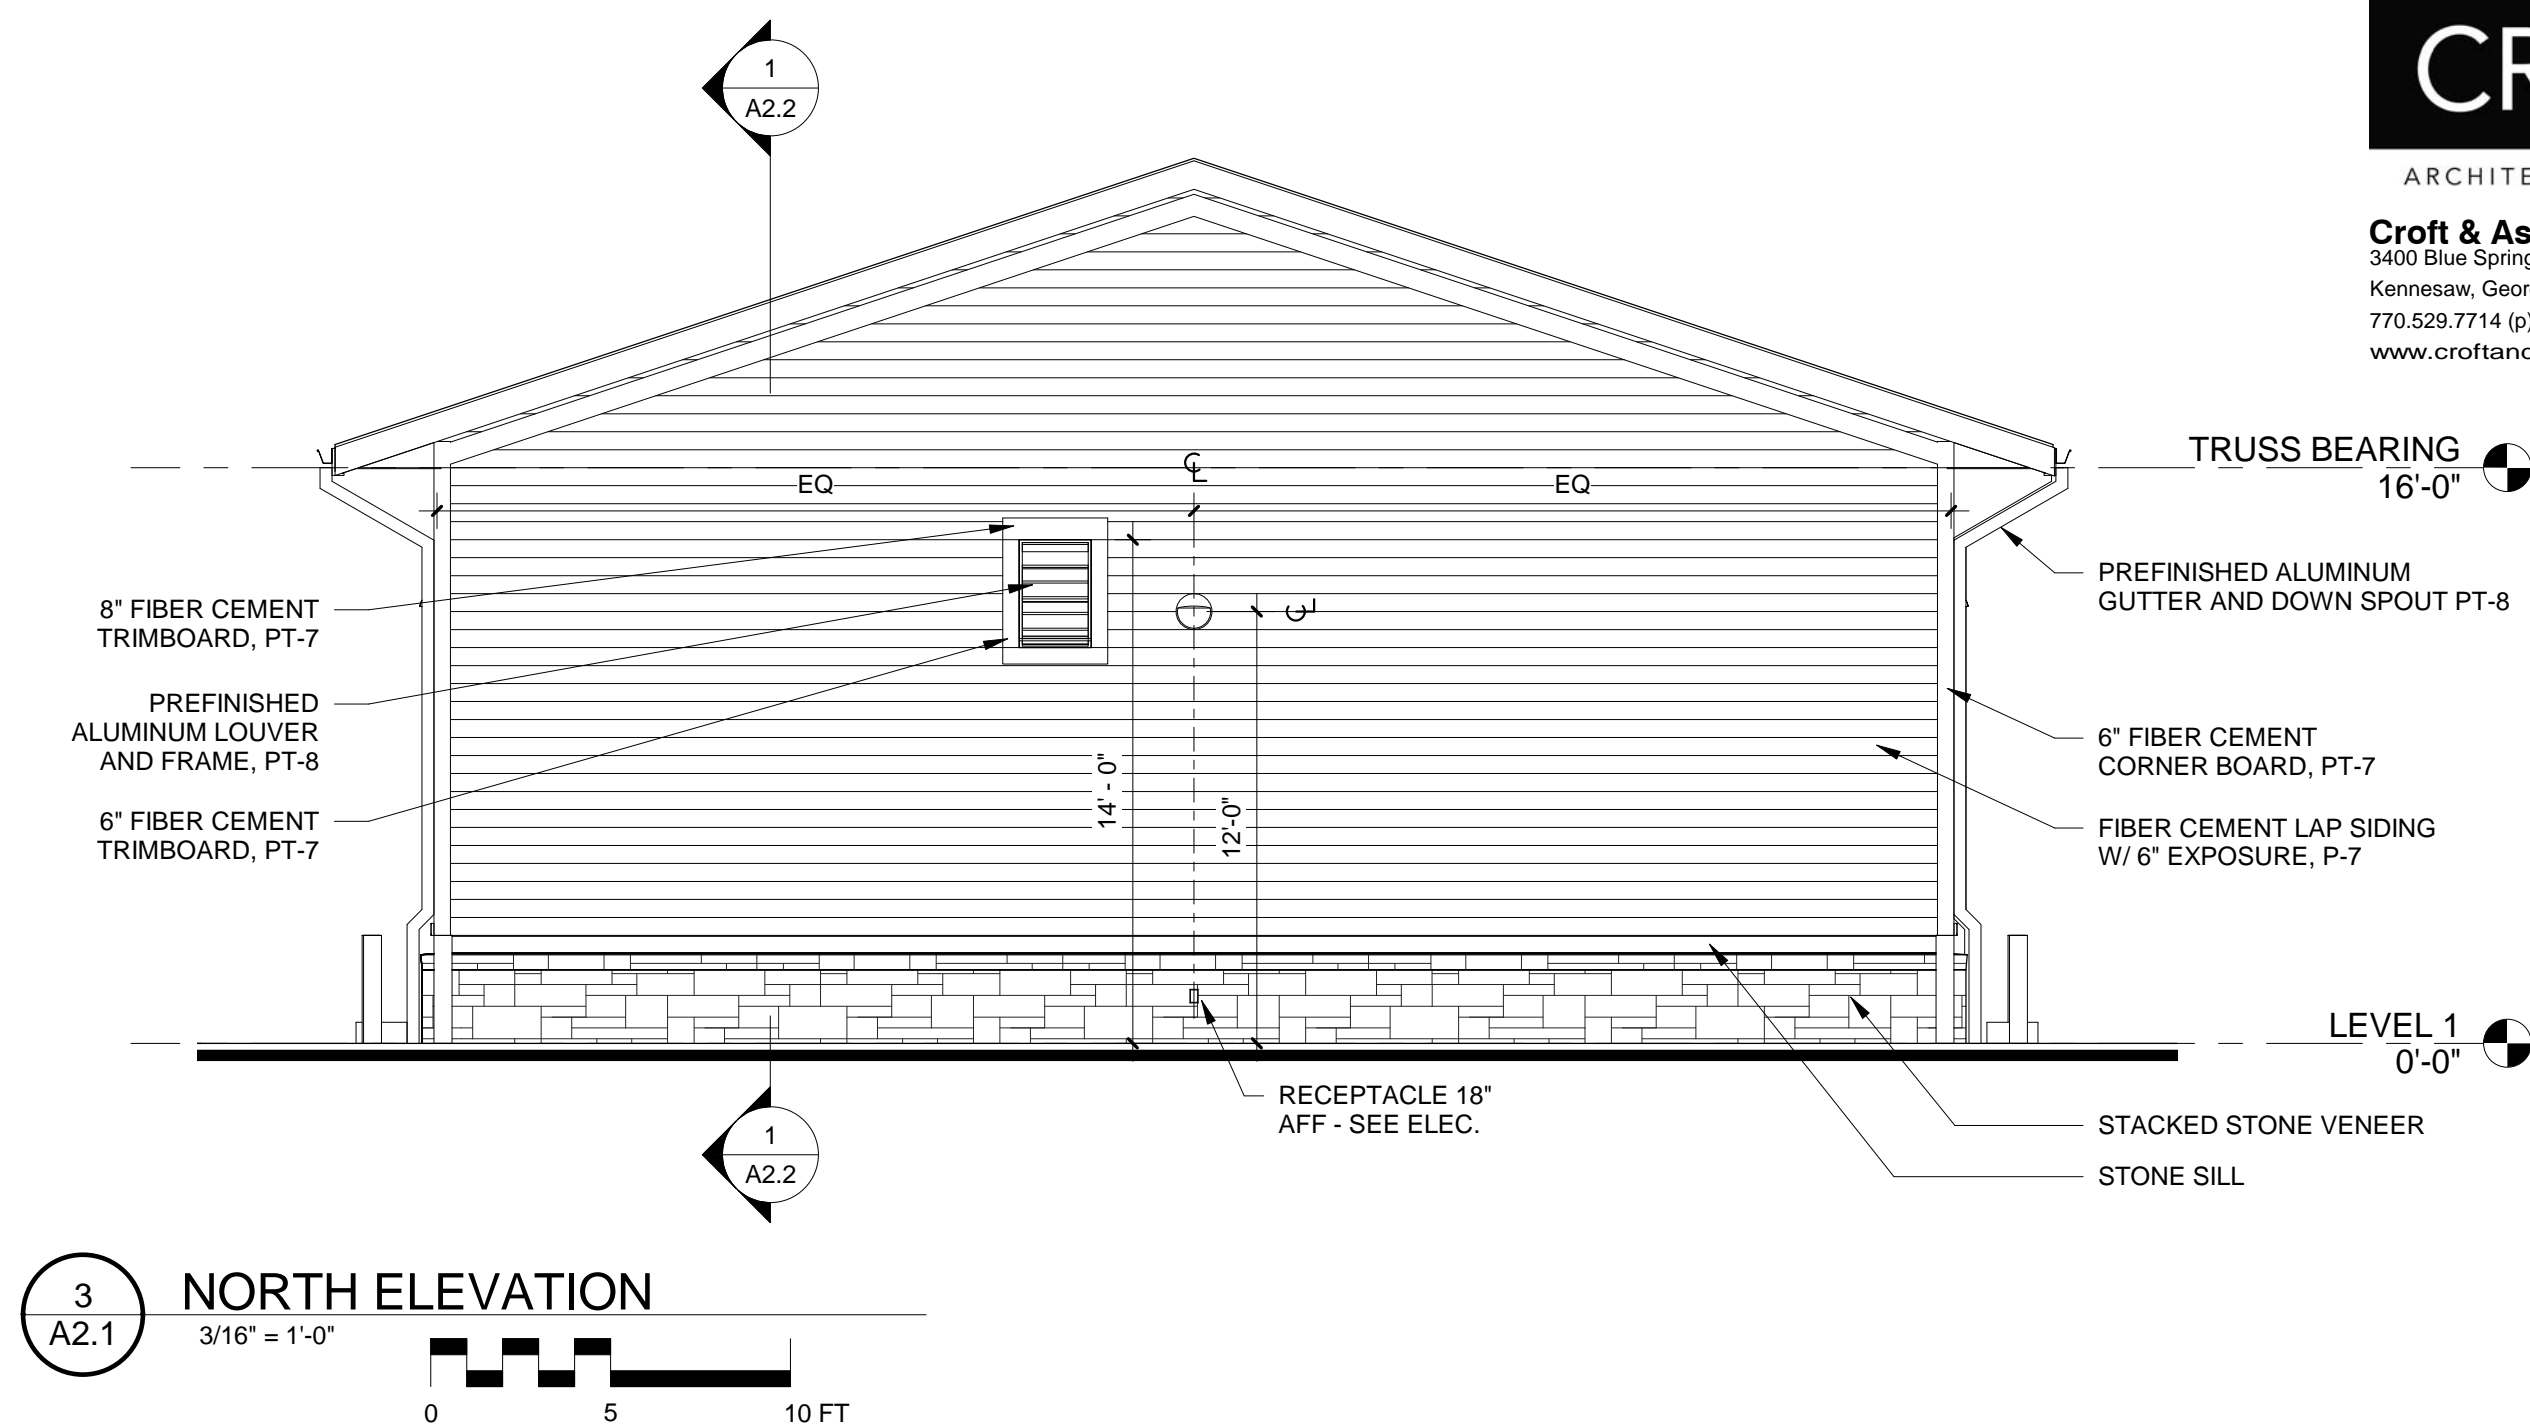 1
A2.2
CR
ARCHITE
Croft & As
3400 Blue Spring
Kennesaw, Geor
770.529.7714 (p)
www.croftand
TRUSS BEARING
16'-0"
EQ
EQ
8" FIBER CEMENT
TRIMBOARD, PT-7
PREFINISHED
ALUMINUM LOUVER
AND FRAME, PT-8
6" FIBER CEMENT
TRIMBOARD, PT-7
14' - 0"
12'-0"
PREFINISHED ALUMINUM
GUTTER AND DOWN SPOUT PT-8
6" FIBER CEMENT
CORNER BOARD, PT-7
FIBER CEMENT LAP SIDING
W/ 6" EXPOSURE, P-7
LEVEL 1
0'-0"
RECEPTACLE 18"
AFF - SEE ELEC.
STACKED STONE VENEER
STONE SILL
1
A2.2
3
A2.1
NORTH ELEVATION
3/16" = 1'-0"
0 5 10 FT